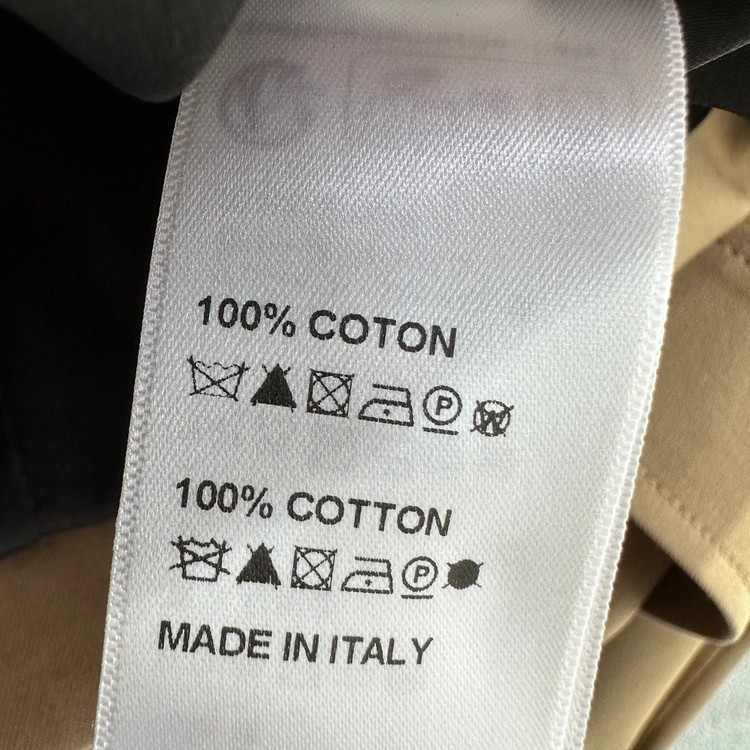 100% COTON
P W
100% COTTON
P
MADE IN ITALY